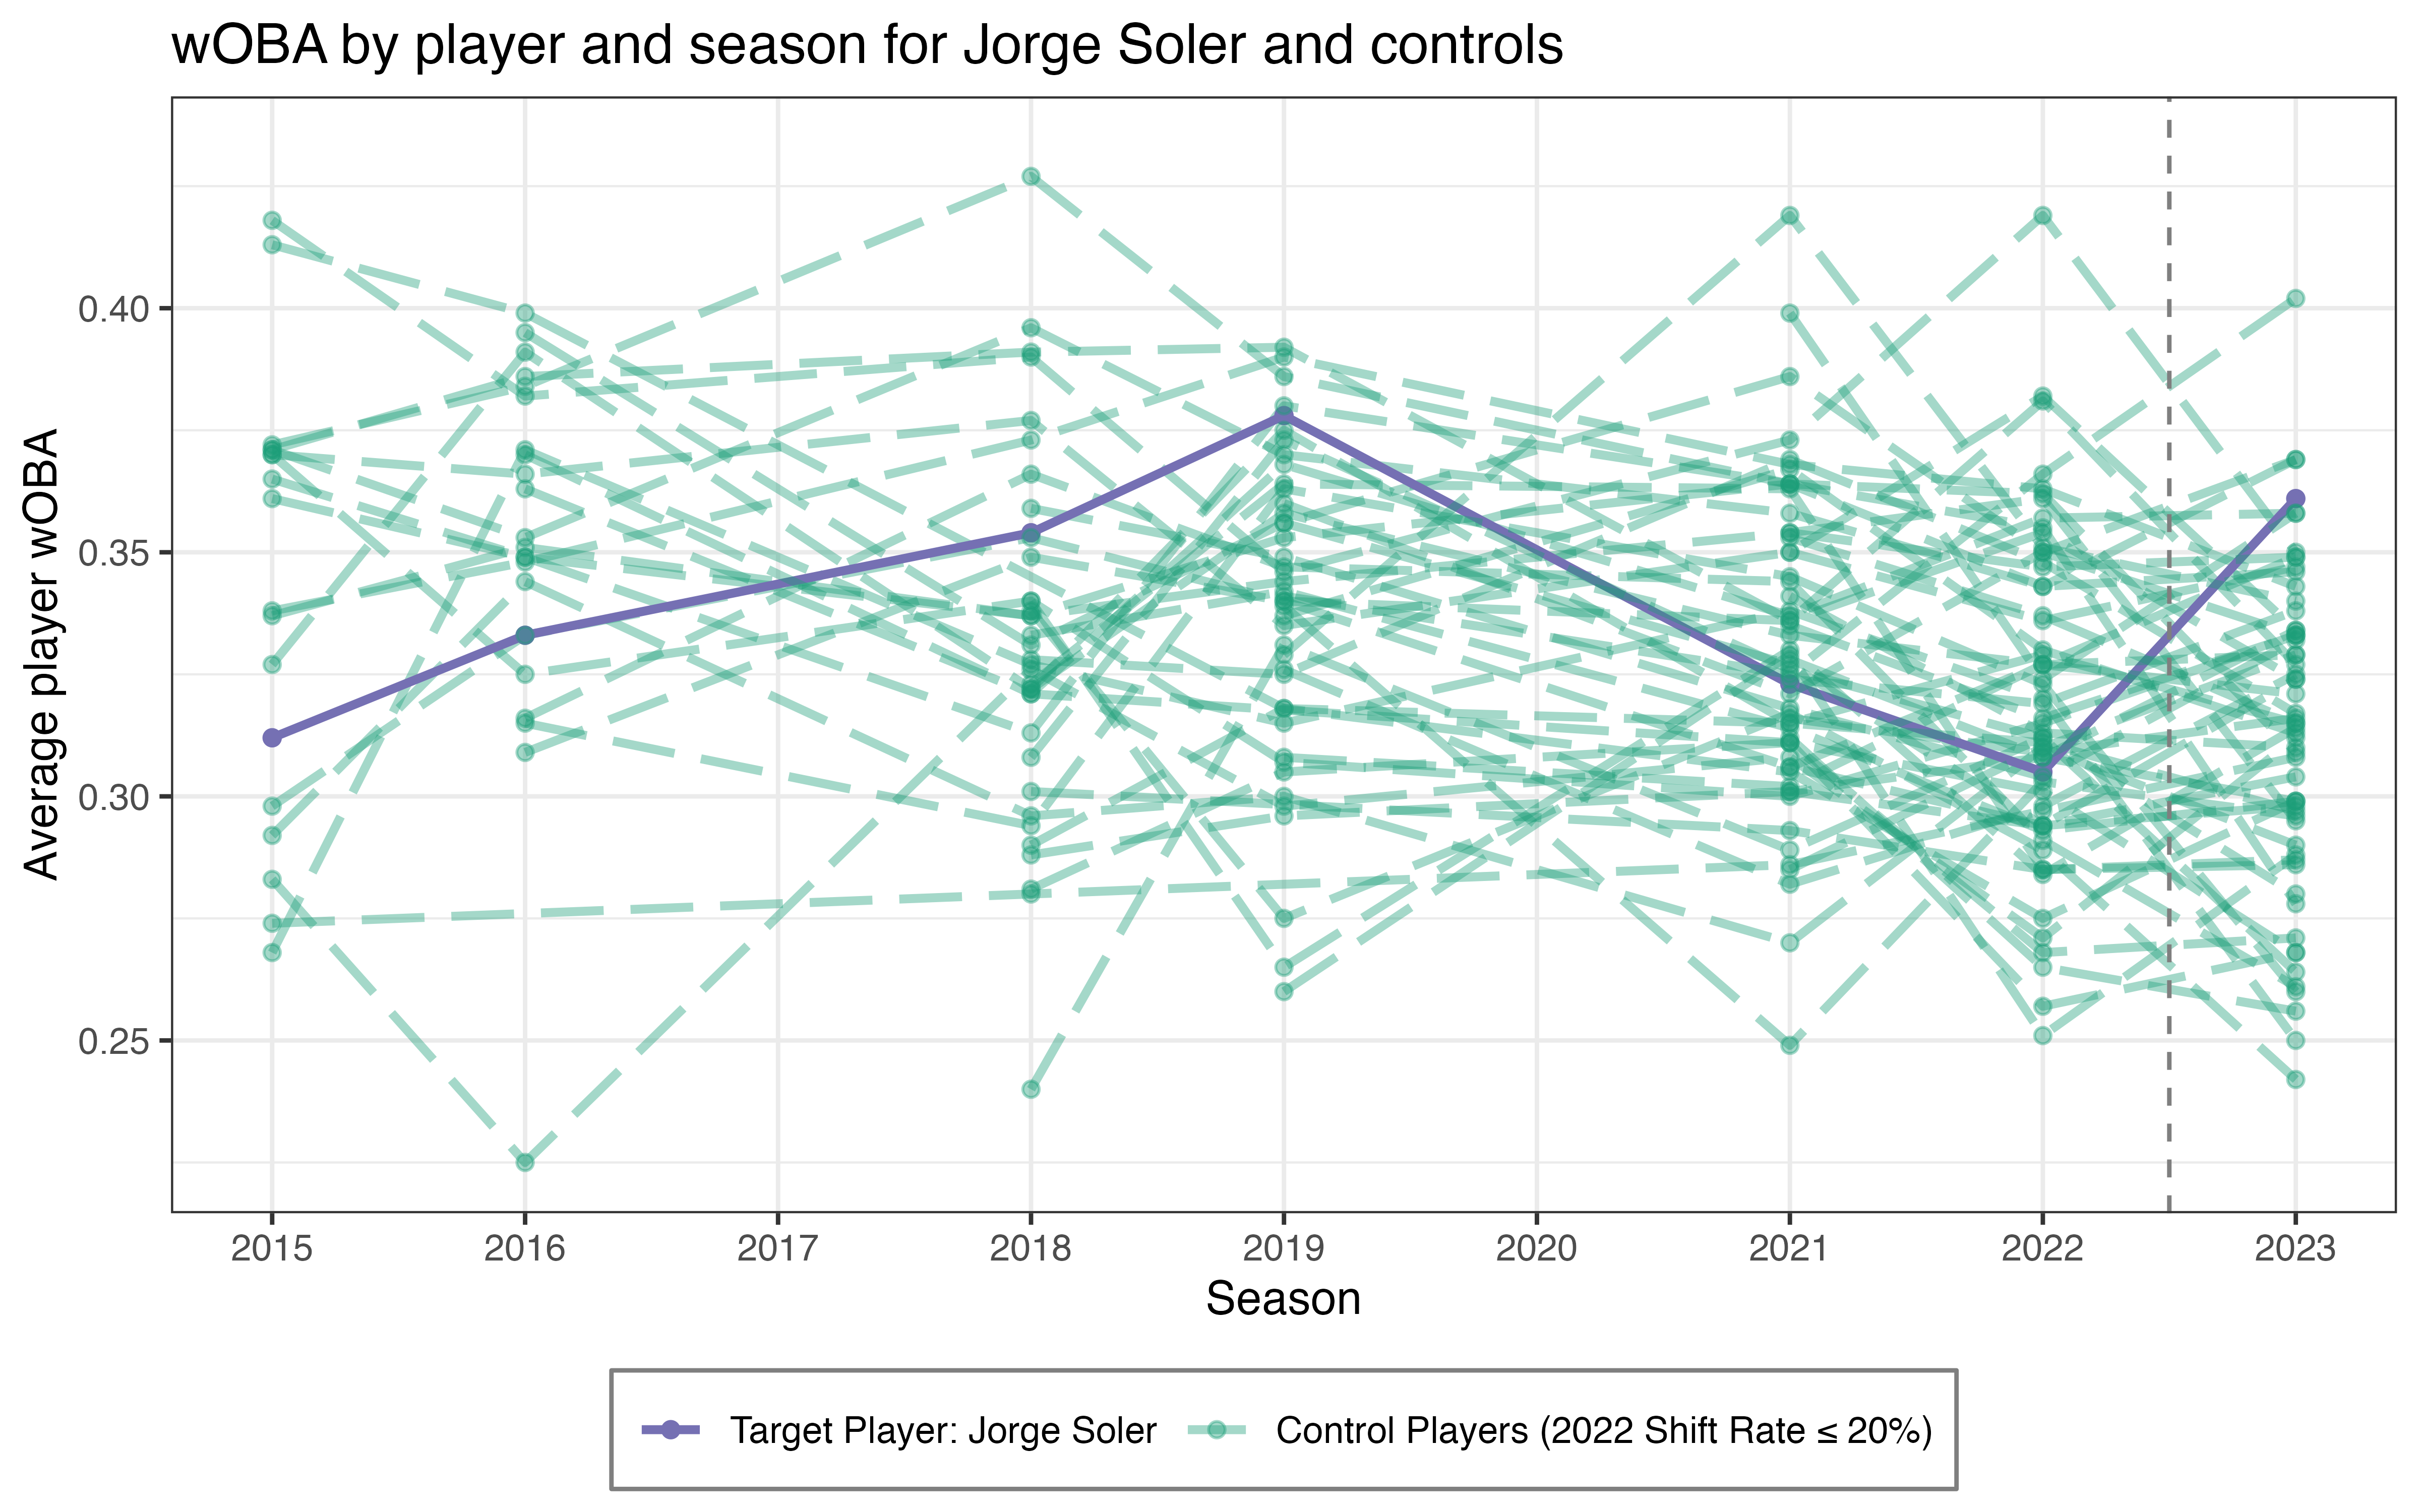 wOBA by player and season for Jorge Soler and controls
Average player wOBA
0.40
0.35
0.30
0.25
2015 2016 2017 2018 2019 2020 2021 2022 2023
Season
Target Player: Jorge Soler Control Players (2022 Shift Rate ≤ 20%)